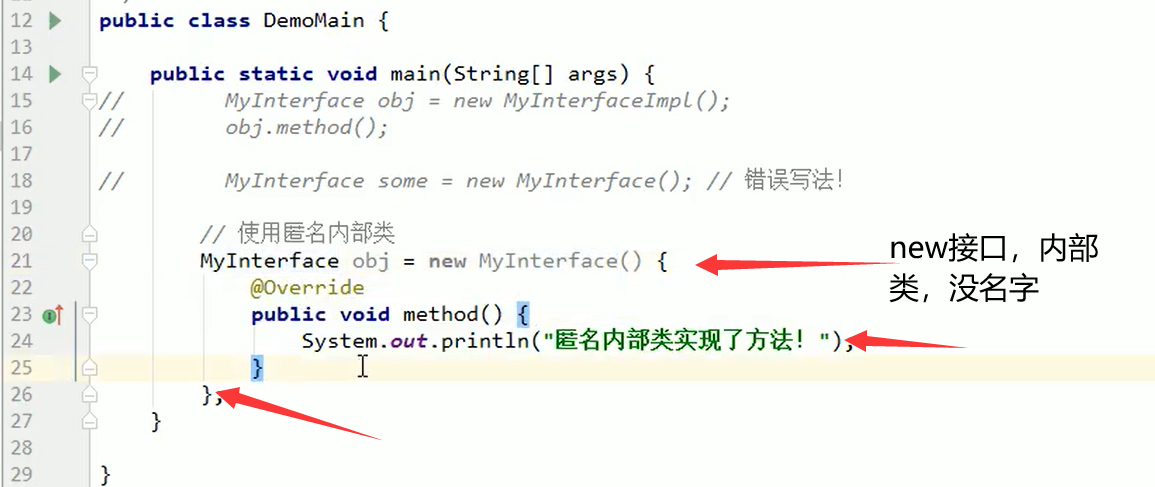 12 public class DemoMain {
13
14 public static void main(String[] args) {
15 // MyInterface obj = new MyInterfaceImpl();
16 // obj.method();
17
18 // MyInterface some = new MyInterface(); // 错误写法!
19
20 // 使用匿名内部类
21 MyInterface obj = new MyInterface() {
new接口，内部
类，没名字
22 @Override
23 public void method() {
24 System.out.println("匿名内部类实现了方法！");
25 }
26 };
27 }
28
29 }